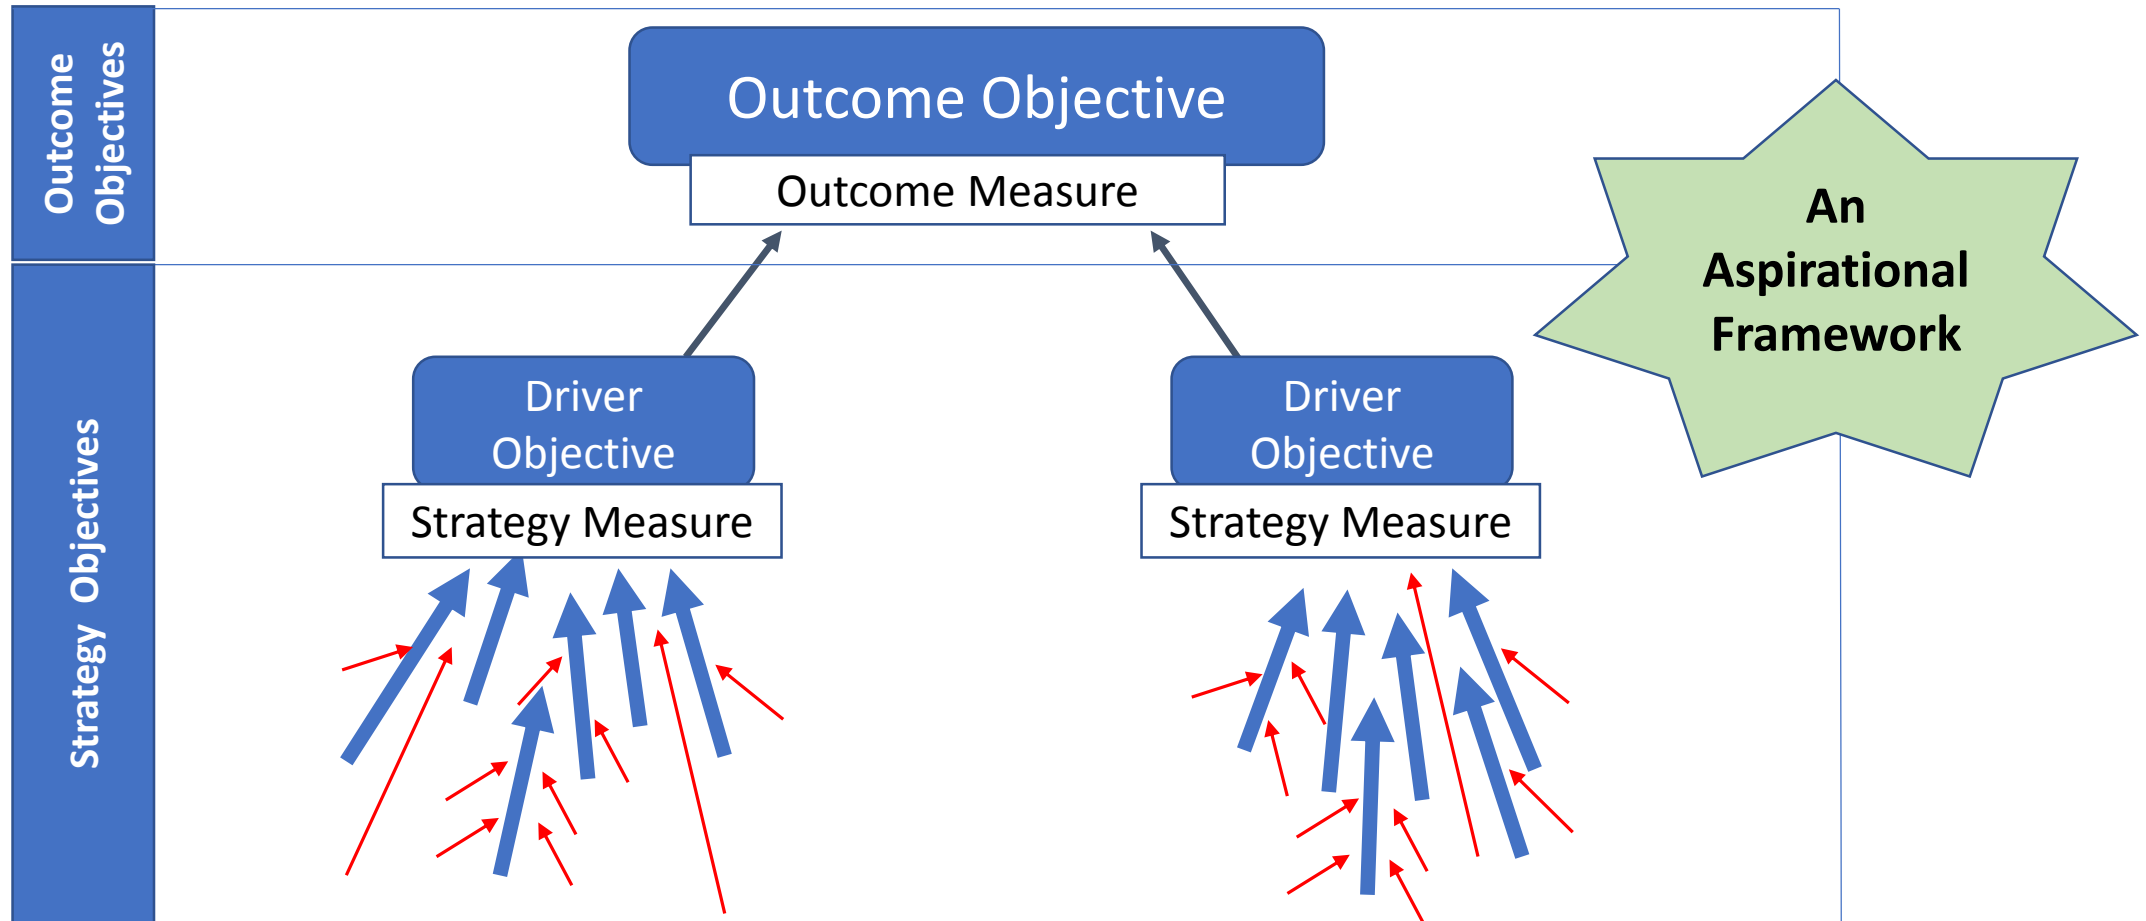 Outcome
Objectives
Outcome Objective
Outcome Measure
An
Aspirational
Framework
Strategy Objectives
Driver
Objective
Strategy Measure
Driver
Objective
Strategy Measure